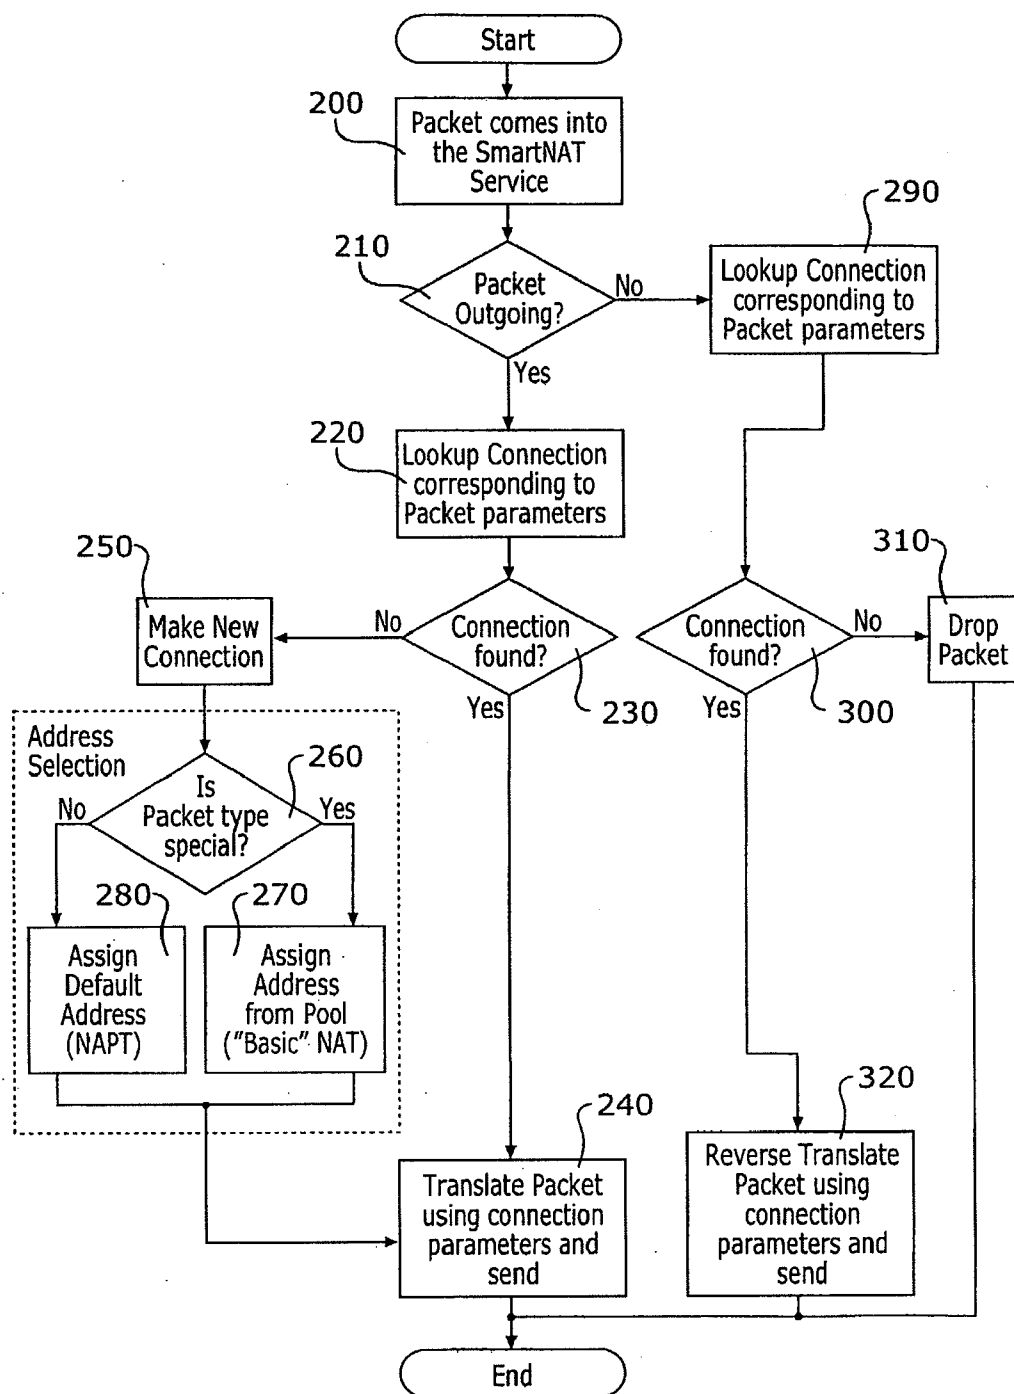 Start
200
Packet comes into
the SmartNAT
Service
290
210
Packet
Outgoing?
No
Lookup Connection
corresponding to
Packet parameters
Yes
220
Lookup Connection
corresponding to
Packet parameters
250
310
Make New
Connection
No
Connection
found?
Connection
found?
No
Drop
Packet
Yes
230
Yes
300
Address
Selection
260
Is
Packet type
special?
No
Yes
280
270
Assign
Default
Address
(NAPT)
Assign
Address
from Pool
("Basic" NAT)
240
320
Translate Packet
using connection
parameters and
send
Reverse Translate
Packet using
connection
parameters and
send
End